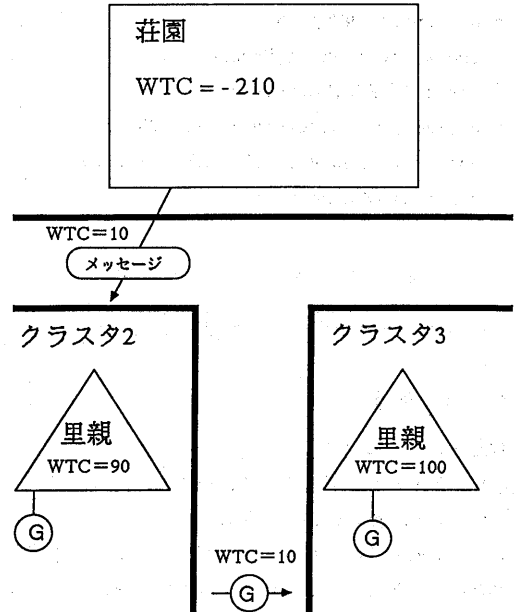 荘園
WTC = - 210
WTC=10
メッセージ
クラスタ2
クラスタ3
里親
WTC=90
里親
WTC=100
G
G
WTC=10
G